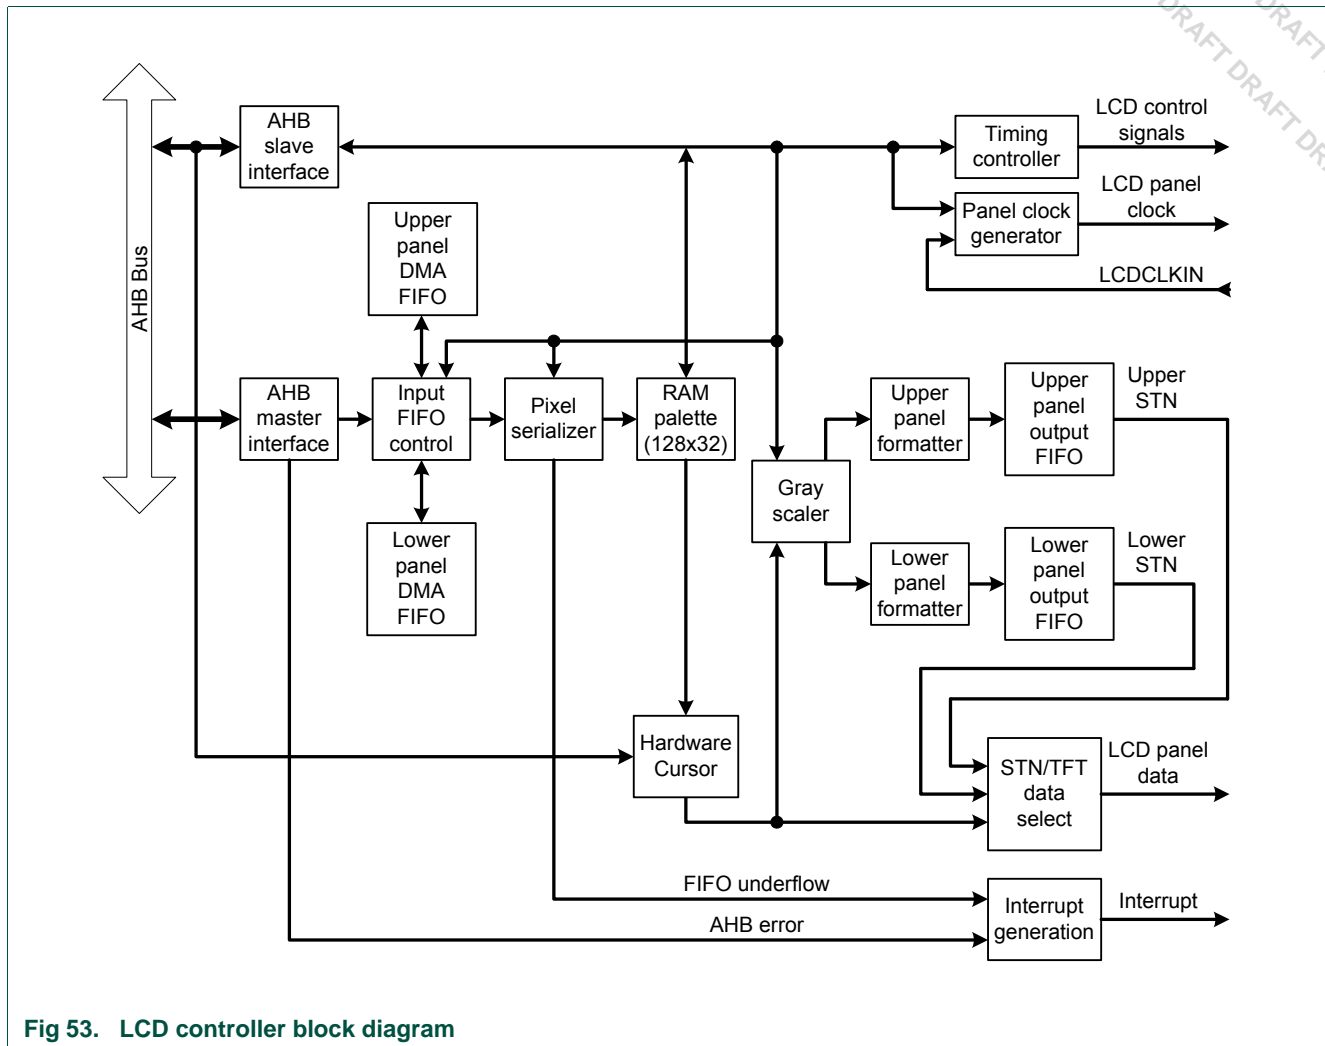 DRAFT DRAFT DR
DRAFT
AHB
slave
interface
Timing
controller
LCD control
signals
Panel clock
generator
LCD panel
clock
LCDCLKIN
AHB Bus
Upper
panel
DMA
FIFO
AHB
master
interface
Input
FIFO
control
Pixel
serializer
RAM
palette
(128x32)
Upper
panel
formatter
Upper
panel
output
FIFO
Upper
STN
Gray
scaler
Lower
panel
DMA
FIFO
Lower
panel
formatter
Lower
panel
output
FIFO
Lower
STN
Hardware
Cursor
STN/TFT
data
select
LCD panel
data
FIFO underflow
AHB error
Interrupt
generation
Interrupt
Fig 53. LCD controller block diagram